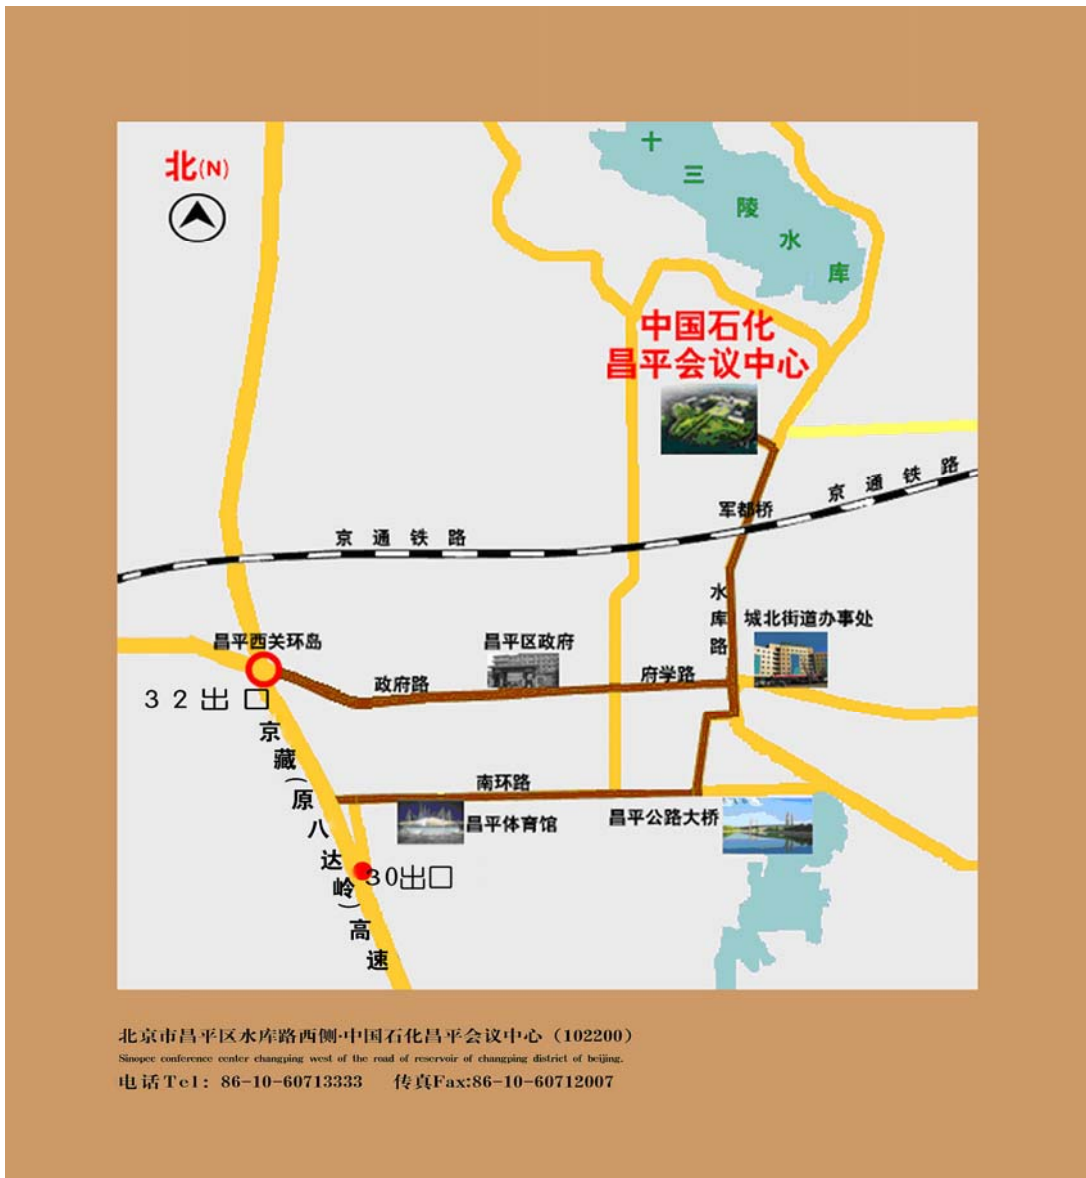 北(N)
十三陵水库
中国石化
昌平会议中心
京通铁路
军都桥
京通铁路
水库路
城北街道办事处
昌平西关环岛
昌平区政府
政府路
府学路
32出口
京藏(原八达岭)高速
南环路
昌平体育馆
昌平公路大桥
30出口
北京市昌平区水库路西侧·中国石化昌平会议中心（102200）
Sinopec conference center changping west of the road of reservoir of changping district of beijing.
电话Tel: 86-10-60713333 传真Fax:86-10-60712007